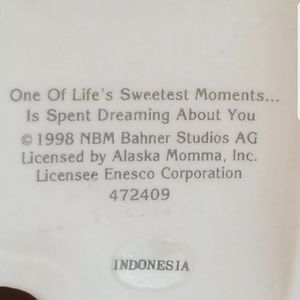 One Of Life's Sweetest Moments...
Is Spent Dreaming About You
©1998 NBM Bahner Studios AG
Licensed by Alaska Momma, Inc.
Licensee Enesco Corporation
472409
INDONESIA